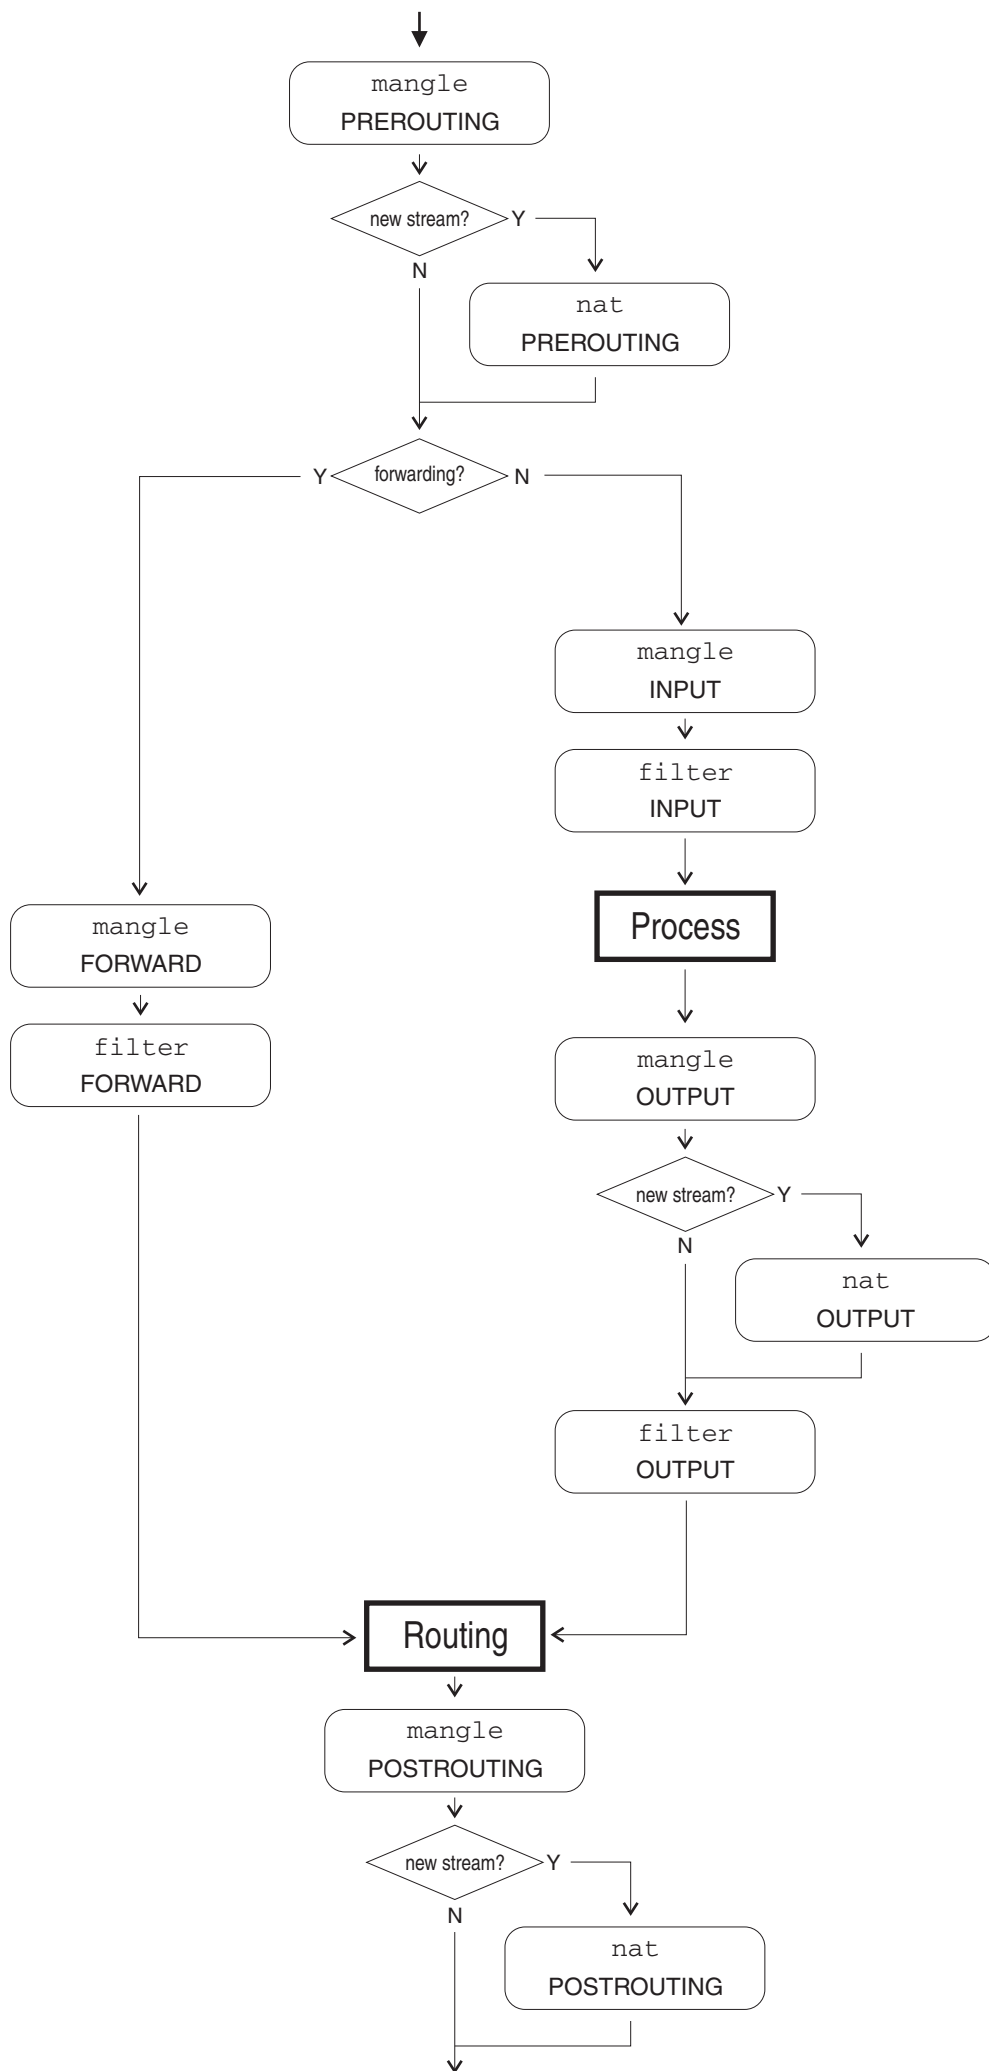 mangle
PREROUTING
new stream?
Y
N
nat
PREROUTING
Y
forwarding?
N
mangle
INPUT
filter
INPUT
Process
mangle
FORWARD
filter
FORWARD
mangle
OUTPUT
new stream?
Y
N
nat
OUTPUT
filter
OUTPUT
Routing
mangle
POSTROUTING
new stream?
Y
N
nat
POSTROUTING